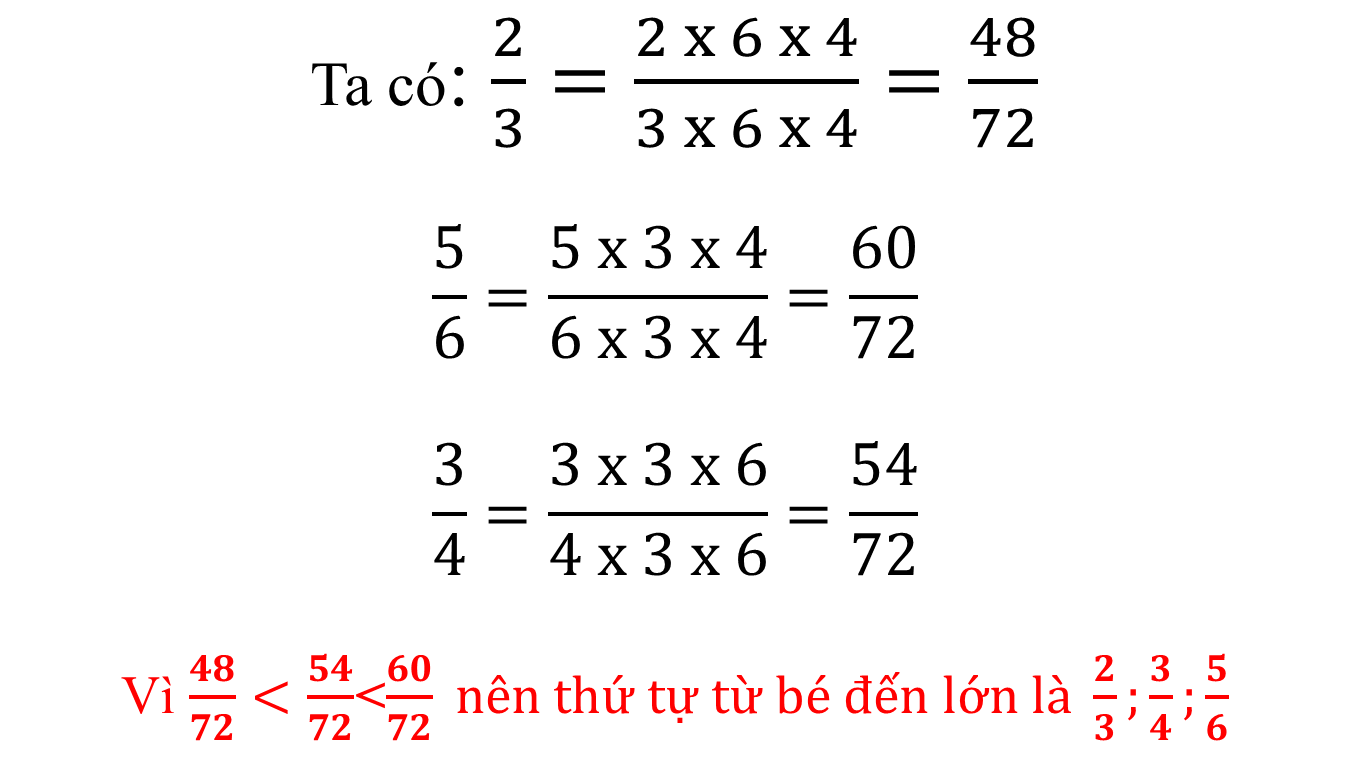 Ta có: 2/3 = (2 x 6 x 4)/(3 x 6 x 4) = 48/72
5/6 = (5 x 3 x 4)/(6 x 3 x 4) = 60/72
3/4 = (3 x 3 x 6)/(4 x 3 x 6) = 54/72
Vì 48/72 < 54/72 < 60/72 nên thứ tự từ bé đến lớn là 2/3; 3/4; 5/6